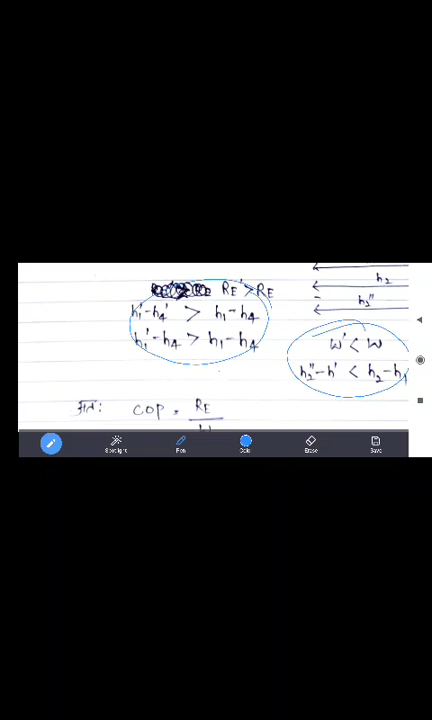 h₂
RE' > RE
h₂"
h₁'-h₄' > h₁-h₄
h₁'-h₄ > h₁-h₄
W' < W
h₂"-h' < h₂-h₁
अतः COP = RE
Spotlight Pen Color Erase Save